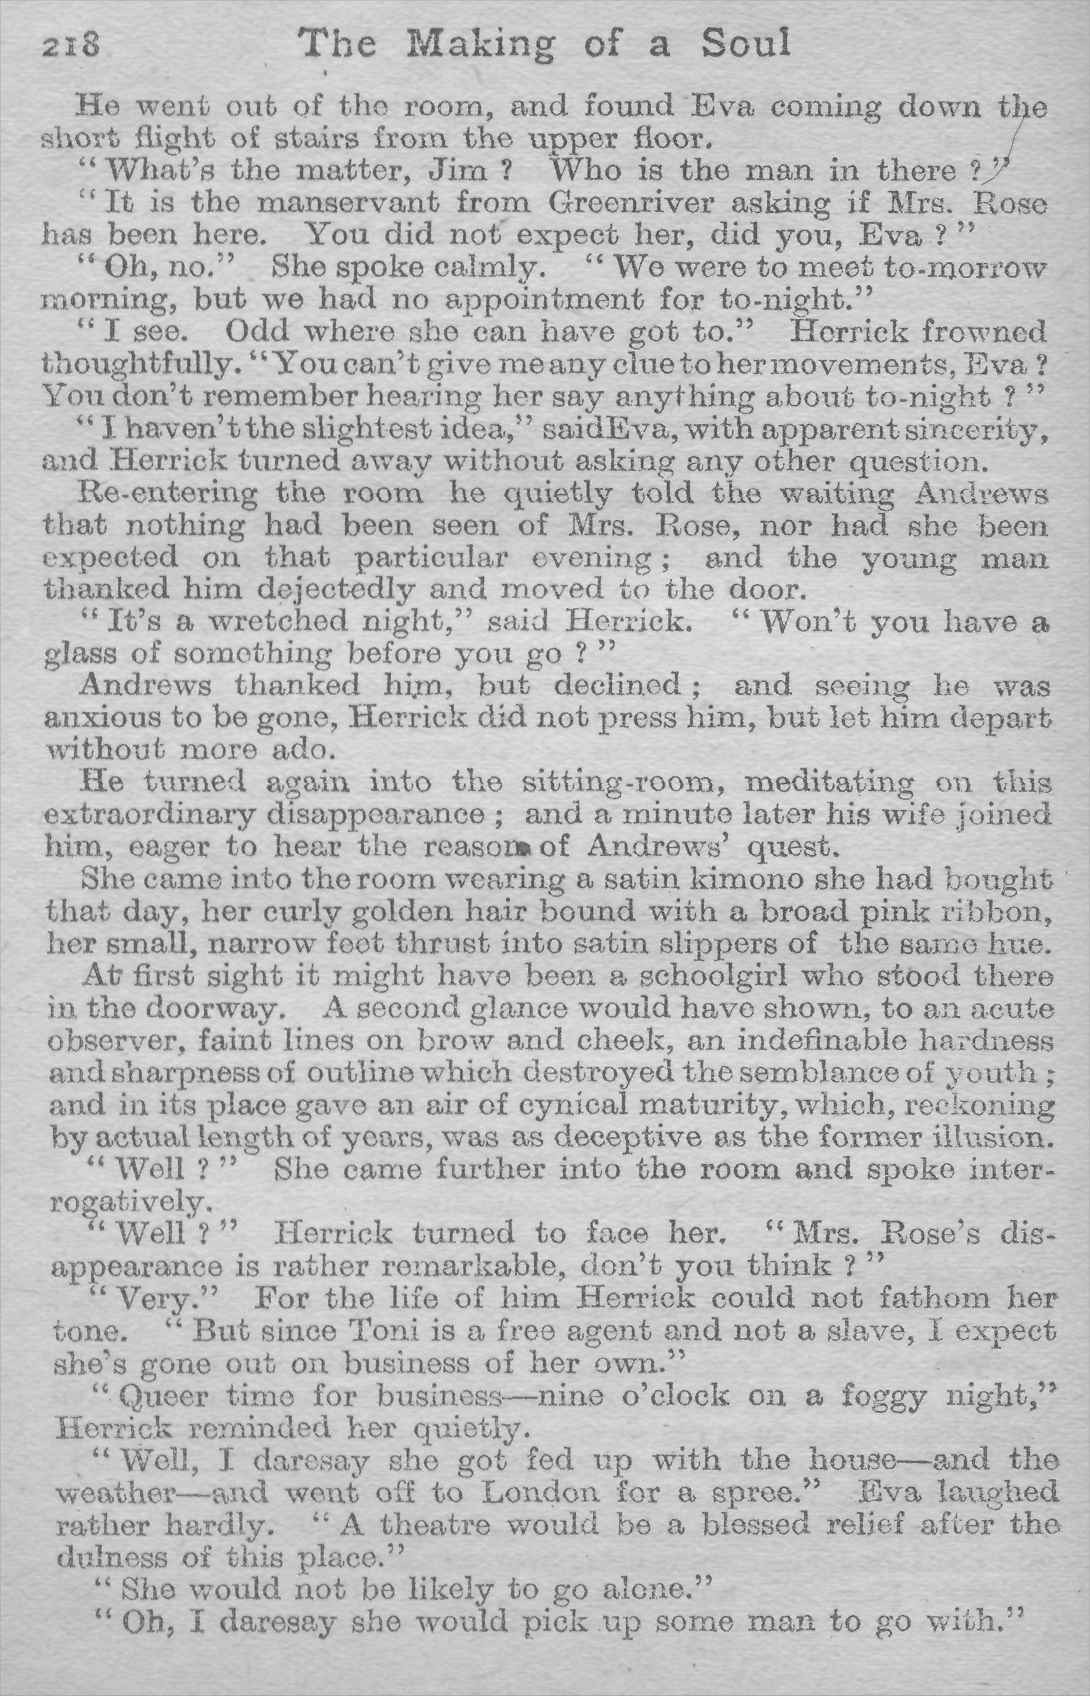 218 The Making of a Soul
He went out of the room, and found Eva coming down the
short flight of stairs from the upper floor.
“ What’s the matter, Jim ? Who is the man in there ? ”
“ It is the manservant from Greenriver asking if Mrs. Rose
has been here. You did not expect her, did you, Eva ? ”
“ Oh, no.” She spoke calmly. “ We were to meet to-morrow
morning, but we had no appointment for to-night.”
“ I see. Odd where she can have got to.” Herrick frowned
thoughtfully. “You can’t give me any clue to her movements, Eva ?
You don’t remember hearing her say anything about to-night ? ”
“ I haven’t the slightest idea,” said Eva, with apparent sincerity,
and Herrick turned away without asking any other question.
Re-entering the room he quietly told the waiting Andrews
that nothing had been seen of Mrs. Rose, nor had she been
expected on that particular evening ; and the young man
thanked him dejectedly and moved to the door.
“ It’s a wretched night,” said Herrick. “ Won’t you have a
glass of something before you go ? ”
Andrews thanked him, but declined ; and seeing he was
anxious to be gone, Herrick did not press him, but let him depart
without more ado.
He turned again into the sitting-room, meditating on this
extraordinary disappearance ; and a minute later his wife joined
him, eager to hear the reason of Andrews’ quest.
She came into the room wearing a satin kimono she had bought
that day, her curly golden hair bound with a broad pink ribbon,
her small, narrow feet thrust into satin slippers of the same hue.
At first sight it might have been a schoolgirl who stood there
in the doorway. A second glance would have shown, to an acute
observer, faint lines on brow and cheek, an indefinable hardness
and sharpness of outline which destroyed the semblance of youth ;
and in its place gave an air of cynical maturity, which, reckoning
by actual length of years, was as deceptive as the former illusion.
“ Well ? ” She came further into the room and spoke inter-
rogatively.
“ Well ? ” Herrick turned to face her. “ Mrs. Rose’s dis-
appearance is rather remarkable, don’t you think ? ”
“ Very.” For the life of him Herrick could not fathom her
tone. “ But since Toni is a free agent and not a slave, I expect
she’s gone out on business of her own.”
“ Queer time for business—nine o’clock on a foggy night,”
Herrick reminded her quietly.
“ Well, I daresay she got fed up with the house—and the
weather—and went off to London for a spree.” Eva laughed
rather hardly. “ A theatre would be a blessed relief after the
dulness of this place.”
“ She would not be likely to go alone.”
“ Oh, I daresay she would pick up some man to go with.”